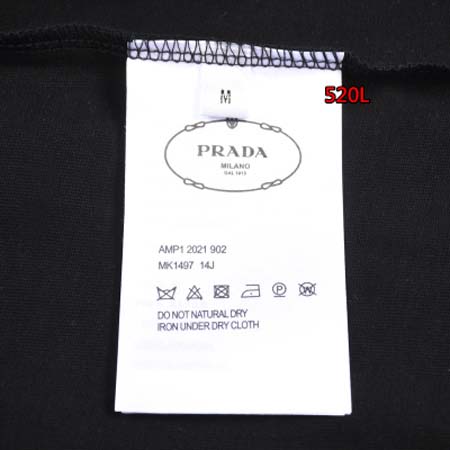 M
520L
PRADA
MILANO
DAL 1913
AMP1 2021 902
MK1497 14J
DO NOT NATURAL DRY
IRON UNDER DRY CLOTH